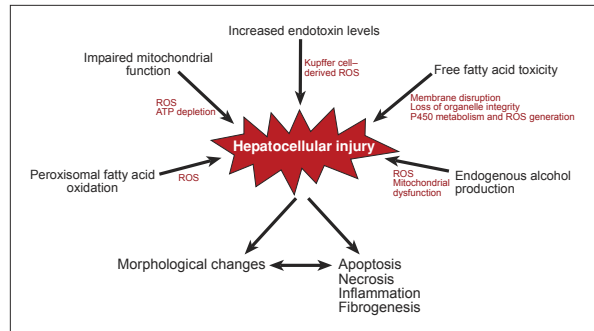 Increased endotoxin levels
Impaired mitochondrial
function
Kupffer cell–
derived ROS
Free fatty acid toxicity
ROS
ATP depletion
Membrane disruption
Loss of organelle integrity
P450 metabolism and ROS generation
Hepatocellular injury
Peroxisomal fatty acid
oxidation
ROS
ROS
Mitochondrial
dysfunction
Endogenous alcohol
production
Morphological changes
Apoptosis
Necrosis
Inflammation
Fibrogenesis